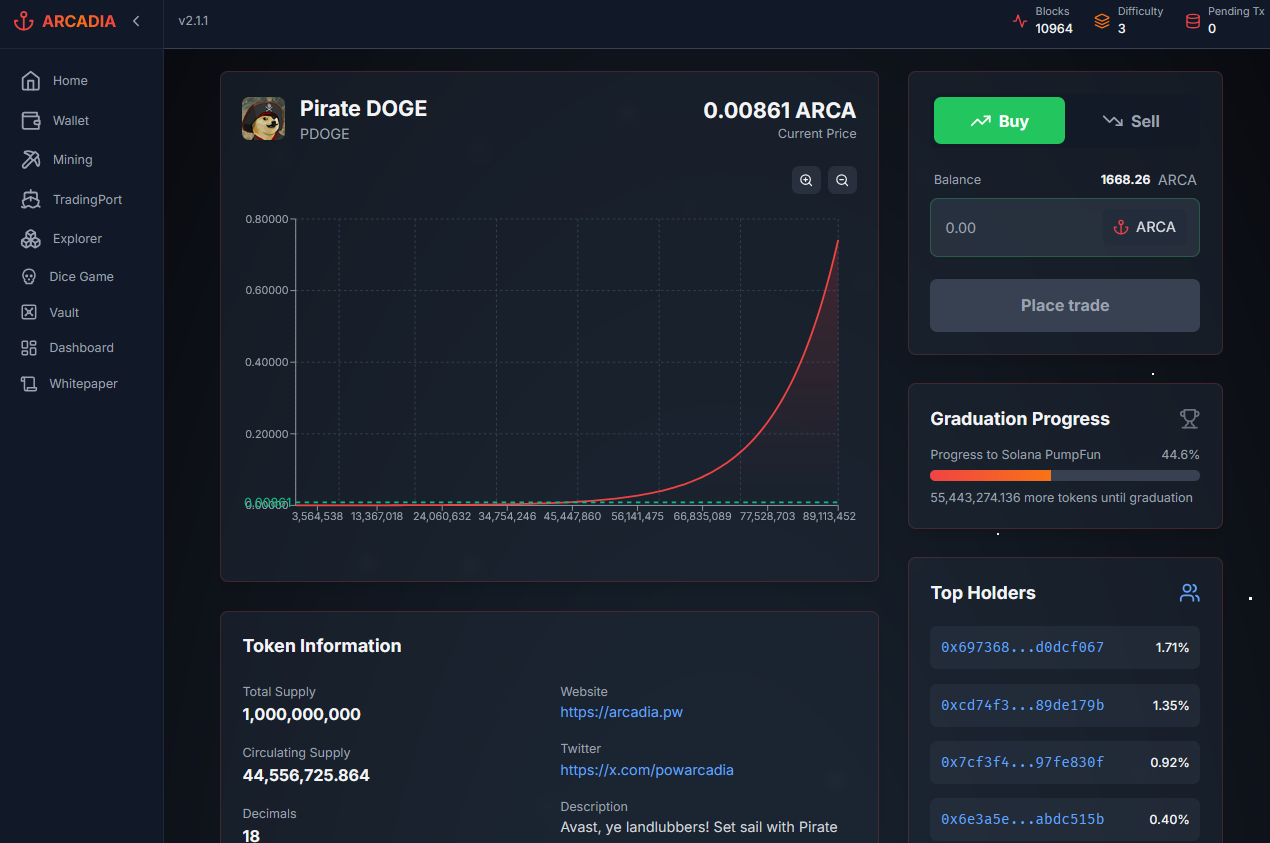 ARCADIA
v2.1.1
Blocks
10964
Difficulty
3
Pending Tx
0
Home
Wallet
Mining
TradingPort
Explorer
Dice Game
Vault
Dashboard
Whitepaper
Pirate DOGE
PDOGE
0.00861 ARCA
Current Price
0.80000
0.60000
0.40000
0.20000
0.00861
0.00000
3,564,538 13,367,018 24,060,632 34,754,246 45,447,860 56,141,475 66,835,089 77,528,703 89,113,452
Buy
Sell
Balance
1668.26 ARCA
0.00
ARCA
Place trade
Graduation Progress
Progress to Solana PumpFun
44.6%
55,443,274.136 more tokens until graduation
Top Holders
0x697368...d0dcf067
1.71%
0xcd74f3...89de179b
1.35%
0x7cf3f4...97fe830f
0.92%
0x6e3a5e...abdc515b
0.40%
Token Information
Total Supply
1,000,000,000
Circulating Supply
44,556,725.864
Decimals
18
Website
https://arcadia.pw
Twitter
https://x.com/powarcadia
Description
Avast, ye landlubbers! Set sail with Pirate